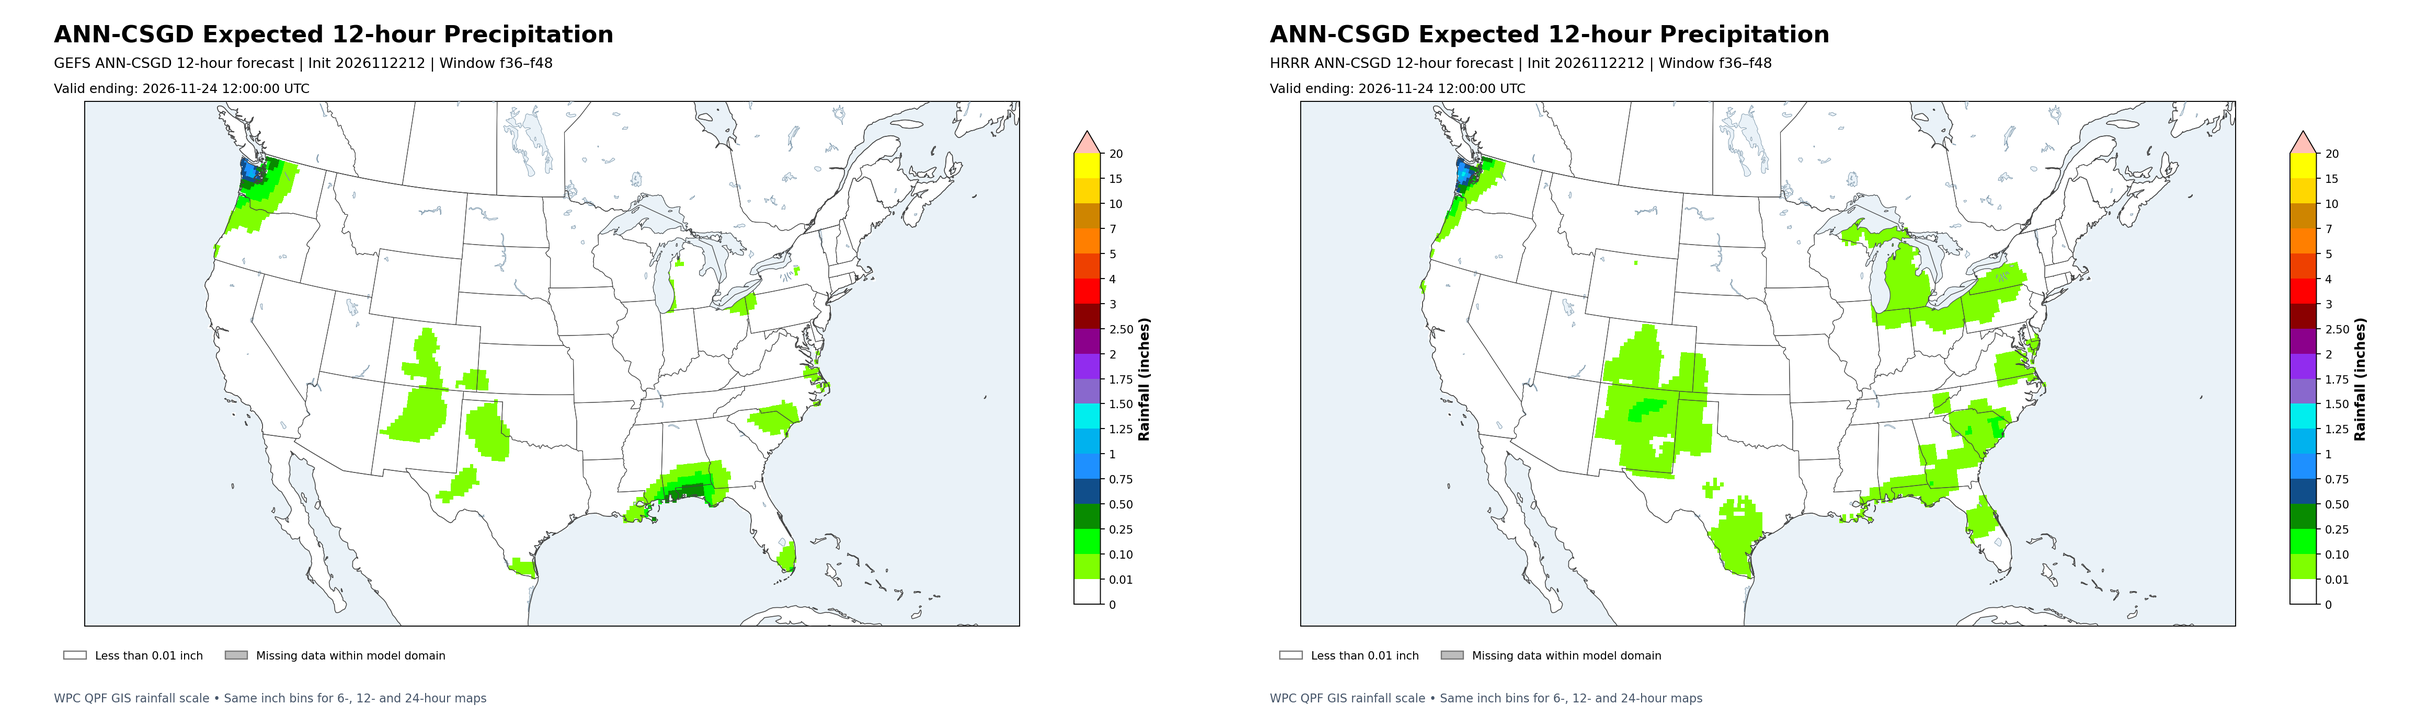 ANN-CSGD Expected 12-hour Precipitation
GEFS ANN-CSGD 12-hour forecast | Init 2026112212 | Window f36–f48
Valid ending: 2026-11-24 12:00:00 UTC
20
15
10
7
5
4
3
2.50
2
1.75
1.50
1.25
1
0.75
0.50
0.25
0.10
0.01
0
Rainfall (inches)
Less than 0.01 inch
Missing data within model domain
WPC QPF GIS rainfall scale • Same inch bins for 6-, 12- and 24-hour maps
ANN-CSGD Expected 12-hour Precipitation
HRRR ANN-CSGD 12-hour forecast | Init 2026112212 | Window f36–f48
Valid ending: 2026-11-24 12:00:00 UTC
20
15
10
7
5
4
3
2.50
2
1.75
1.50
1.25
1
0.75
0.50
0.25
0.10
0.01
0
Rainfall (inches)
Less than 0.01 inch
Missing data within model domain
WPC QPF GIS rainfall scale • Same inch bins for 6-, 12- and 24-hour maps